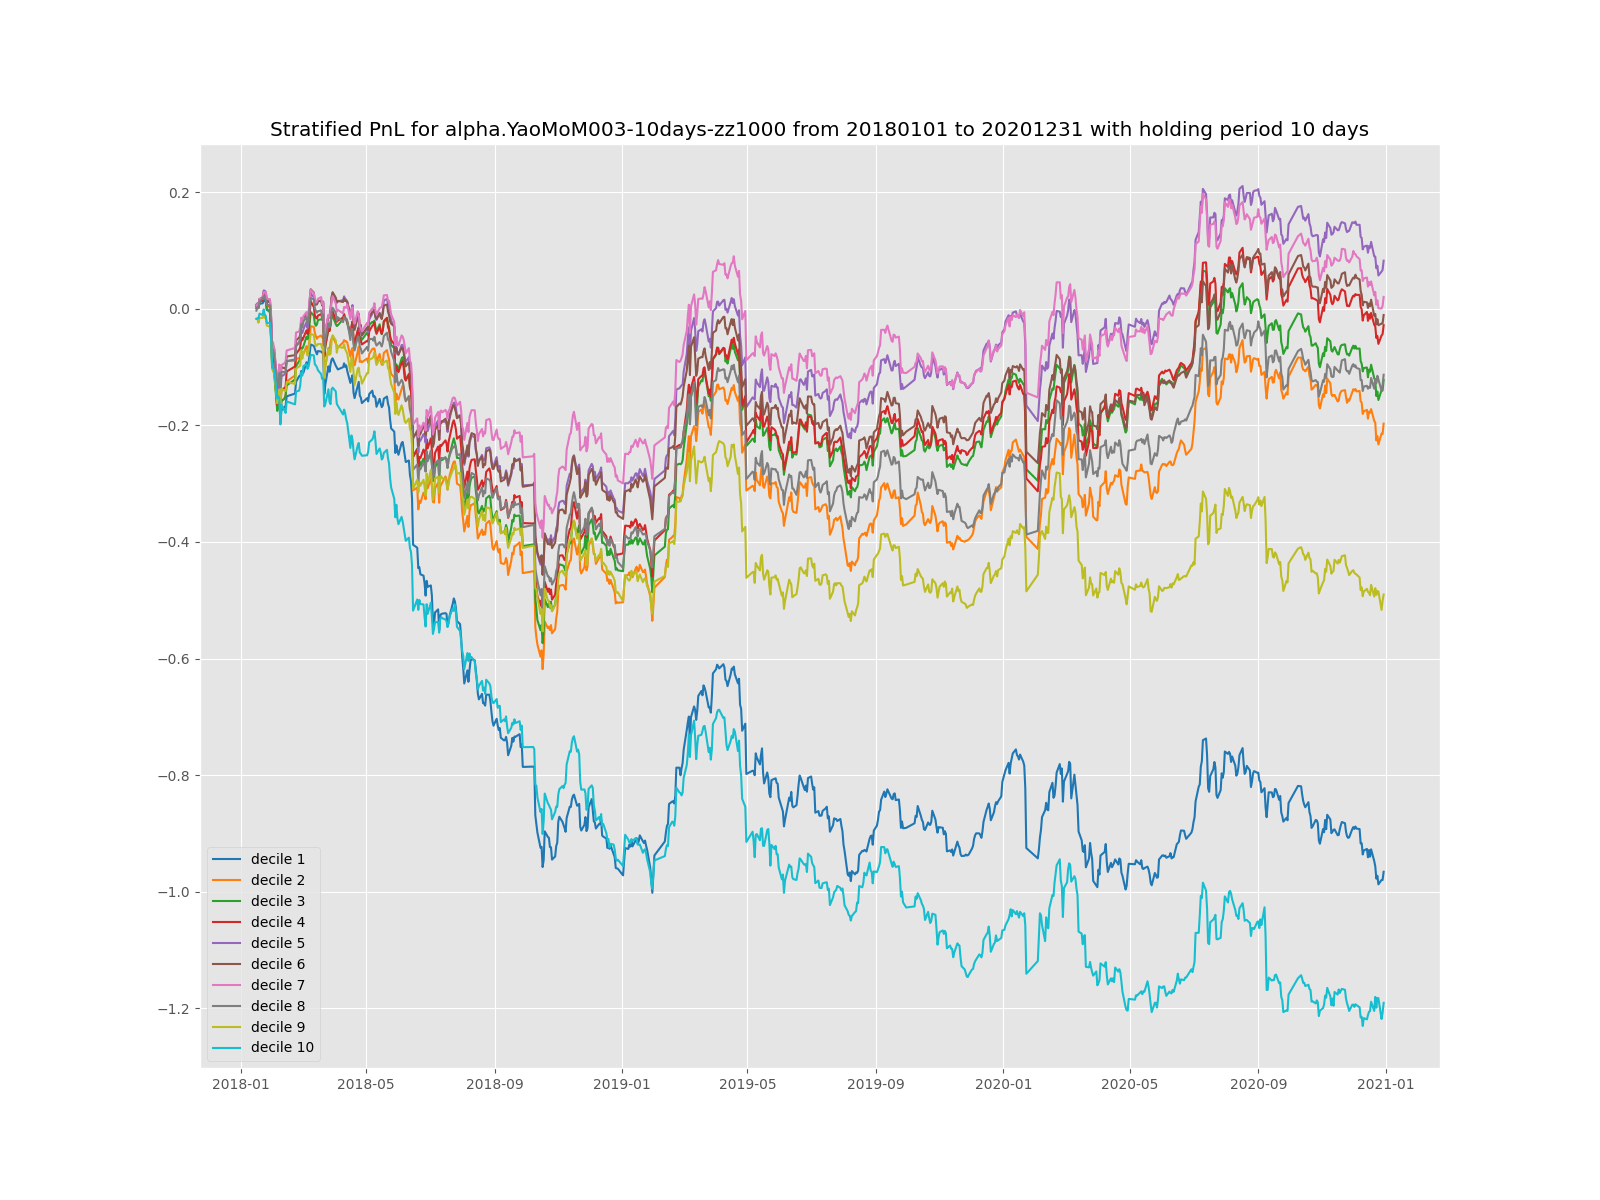 Stratified PnL for alpha.YaoMoM003-10days-zz1000 from 20180101 to 20201231 with holding period 10 days
0.2
0.0
−0.2
−0.4
−0.6
−0.8
−1.0
−1.2
decile 1
decile 2
decile 3
decile 4
decile 5
decile 6
decile 7
decile 8
decile 9
decile 10
2018-01
2018-05
2018-09
2019-01
2019-05
2019-09
2020-01
2020-05
2020-09
2021-01